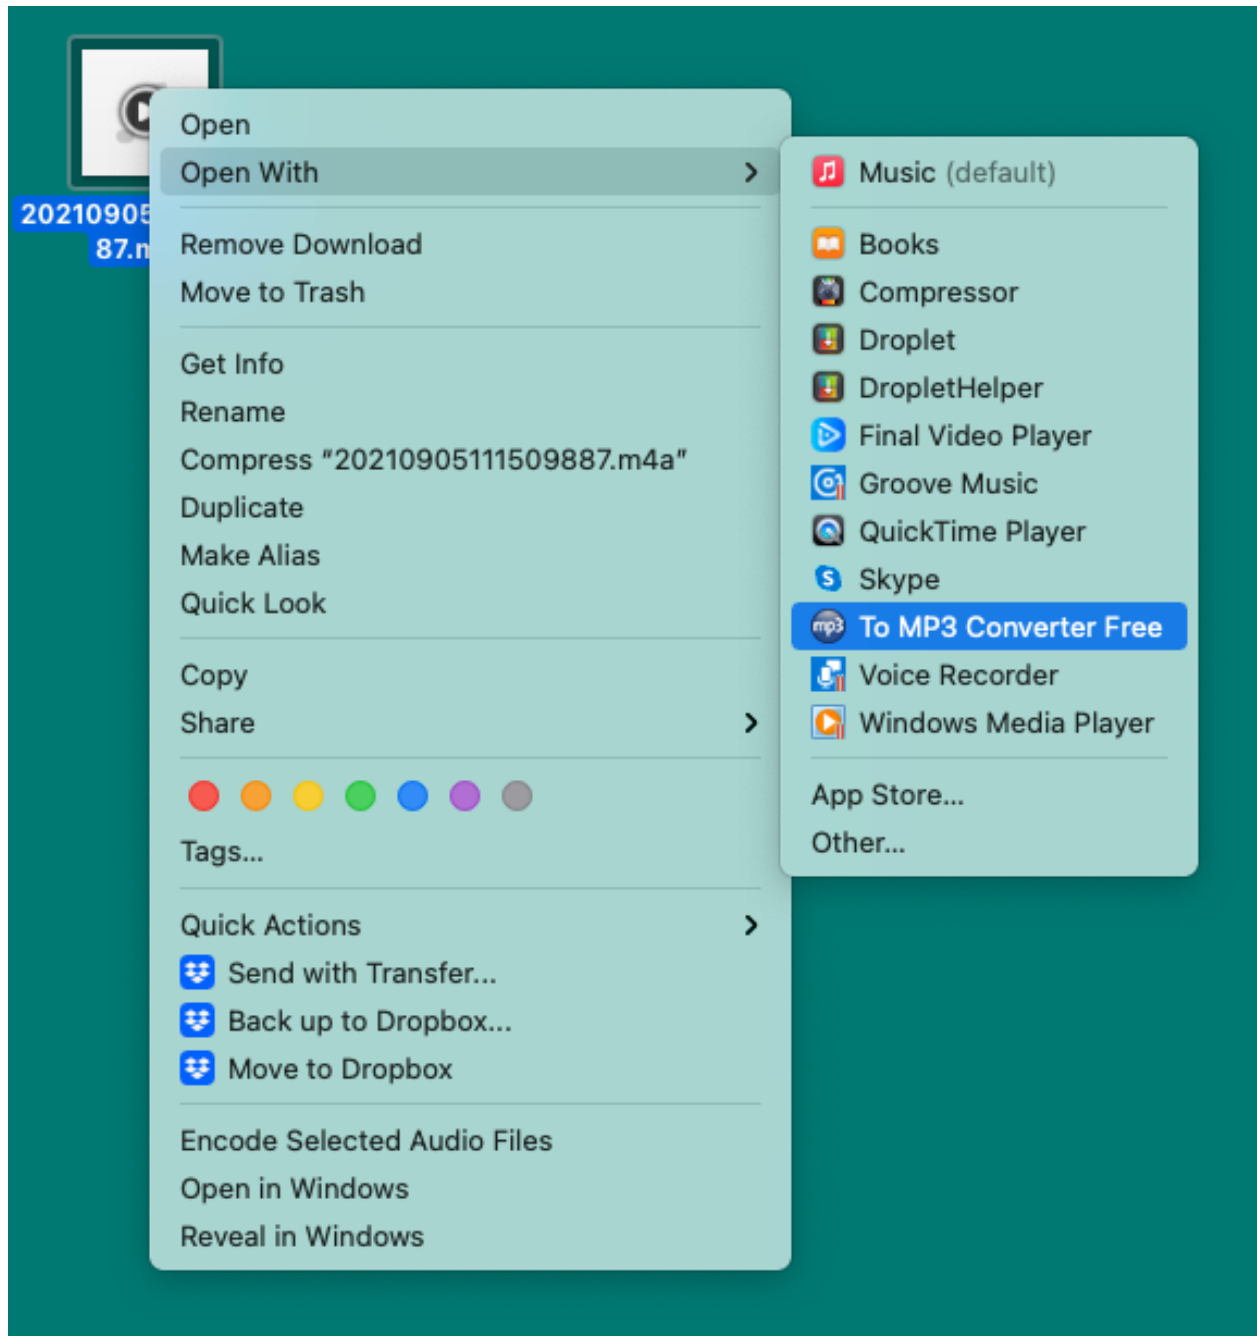 20210905
87.m
Open
Open With
Remove Download
Move to Trash
Get Info
Rename
Compress "20210905111509887.m4a"
Duplicate
Make Alias
Quick Look
Copy
Share
Tags...
Quick Actions
Send with Transfer...
Back up to Dropbox...
Move to Dropbox
Encode Selected Audio Files
Open in Windows
Reveal in Windows
Music (default)
Books
Compressor
Droplet
DropletHelper
Final Video Player
Groove Music
QuickTime Player
Skype
mp3 To MP3 Converter Free
Voice Recorder
Windows Media Player
App Store...
Other...